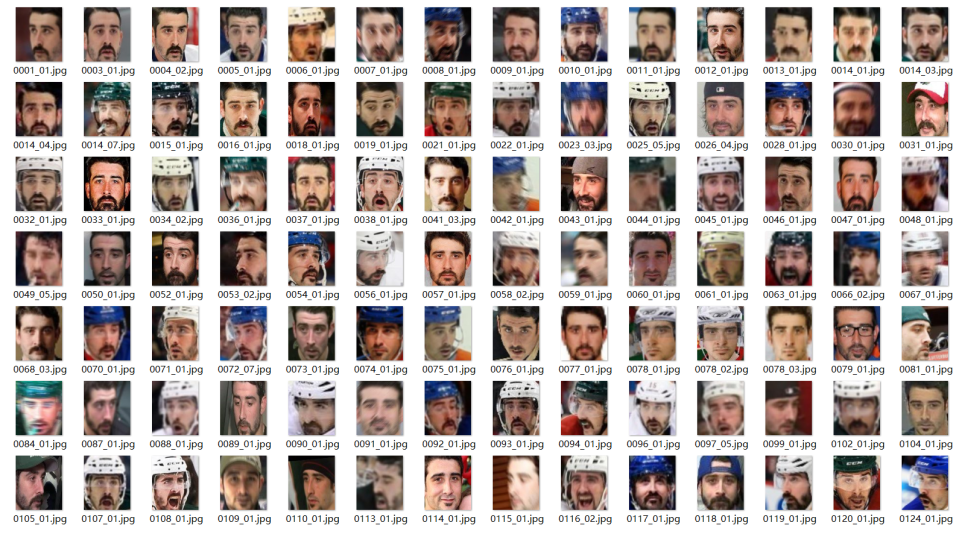 0001_01.jpg 0003_01.jpg 0004_02.jpg 0005_01.jpg 0006_01.jpg 0007_01.jpg 0008_01.jpg 0009_01.jpg 0010_01.jpg 0011_01.jpg 0012_01.jpg 0013_01.jpg 0014_01.jpg 0014_03.jpg
0014_04.jpg 0014_07.jpg 0015_01.jpg 0016_01.jpg 0018_01.jpg 0019_01.jpg 0021_01.jpg 0022_01.jpg 0023_03.jpg 0025_05.jpg 0026_04.jpg 0028_01.jpg 0030_01.jpg 0031_01.jpg
0032_01.jpg 0033_01.jpg 0034_02.jpg 0036_01.jpg 0037_01.jpg 0038_01.jpg 0041_03.jpg 0042_01.jpg 0043_01.jpg 0044_01.jpg 0045_01.jpg 0046_01.jpg 0047_01.jpg 0048_01.jpg
0049_05.jpg 0050_01.jpg 0052_01.jpg 0053_02.jpg 0054_01.jpg 0056_01.jpg 0057_01.jpg 0058_02.jpg 0059_01.jpg 0060_01.jpg 0061_01.jpg 0063_01.jpg 0066_02.jpg 0067_01.jpg
0068_03.jpg 0070_01.jpg 0071_01.jpg 0072_07.jpg 0073_01.jpg 0074_01.jpg 0075_01.jpg 0076_01.jpg 0077_01.jpg 0078_01.jpg 0078_02.jpg 0078_03.jpg 0079_01.jpg 0081_01.jpg
0084_01.jpg 0087_01.jpg 0088_01.jpg 0089_01.jpg 0090_01.jpg 0091_01.jpg 0092_01.jpg 0093_01.jpg 0094_01.jpg 0096_01.jpg 0097_05.jpg 0099_01.jpg 0102_01.jpg 0104_01.jpg
0105_01.jpg 0107_01.jpg 0108_01.jpg 0109_01.jpg 0110_01.jpg 0113_01.jpg 0114_01.jpg 0115_01.jpg 0116_02.jpg 0117_01.jpg 0118_01.jpg 0119_01.jpg 0120_01.jpg 0124_01.jpg